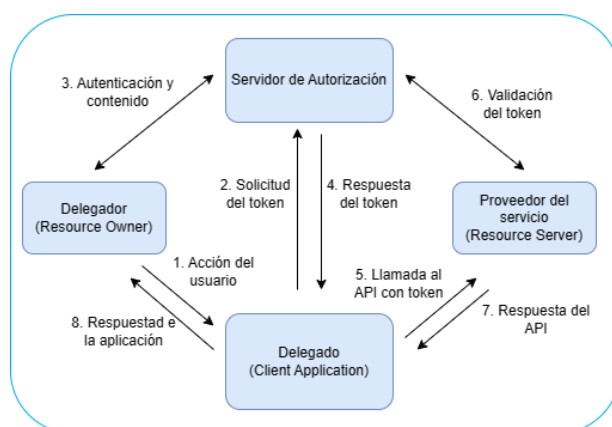 Servidor de Autorización
3. Autenticación y
contenido
6. Validación
del token
2. Solicitud
del token
4. Respuesta
del token
Delegador
(Resource Owner)
Proveedor del
servicio
(Resource Server)
1. Acción del
usuario
5. Llamada al
API con token
8. Respuestad e
la aplicación
7. Respuesta del
API
Delegado
(Client Application)